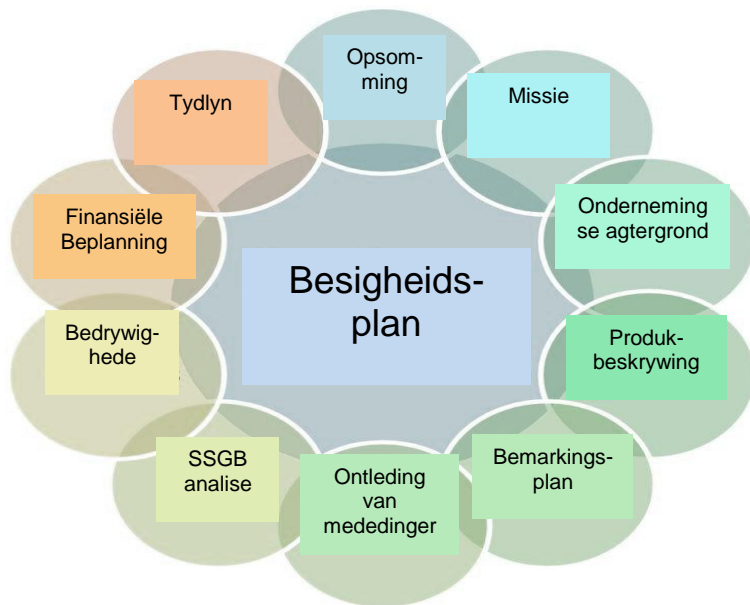 Besigheids-
plan
Opsom-
ming
Missie
Onderneming
se agtergrond
Produk-
beskrywing
Bemarkings-
plan
Ontleding
van
mededinger
SSGB
analise
Bedrywig-
hede
Finansiële
Beplanning
Tydlyn